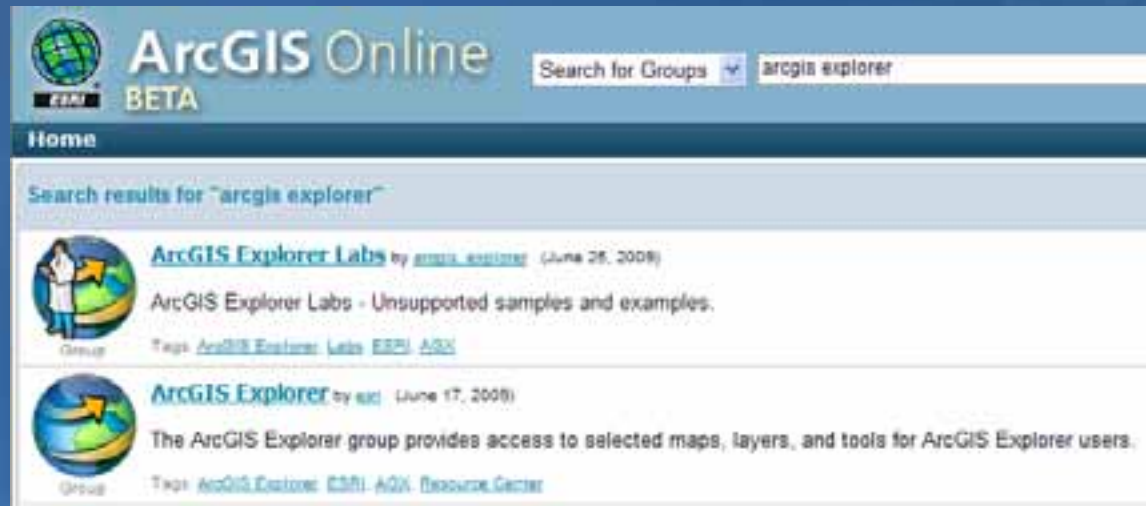 ArcGIS Online
Search for Groups arcgis explorer
ESRI
BETA
Home
Search results for "arcgis explorer"
ArcGIS Explorer Labs by arcgis_explorer (June 25, 2009)
ArcGIS Explorer Labs - Unsupported samples and examples.
Group Tags ArcGIS Explorer, Labs, ESRI, AGX
ArcGIS Explorer by esri (June 17, 2009)
The ArcGIS Explorer group provides access to selected maps, layers, and tools for ArcGIS Explorer users.
Group Tags ArcGIS Explorer, ESRI, AGX, Resource Center